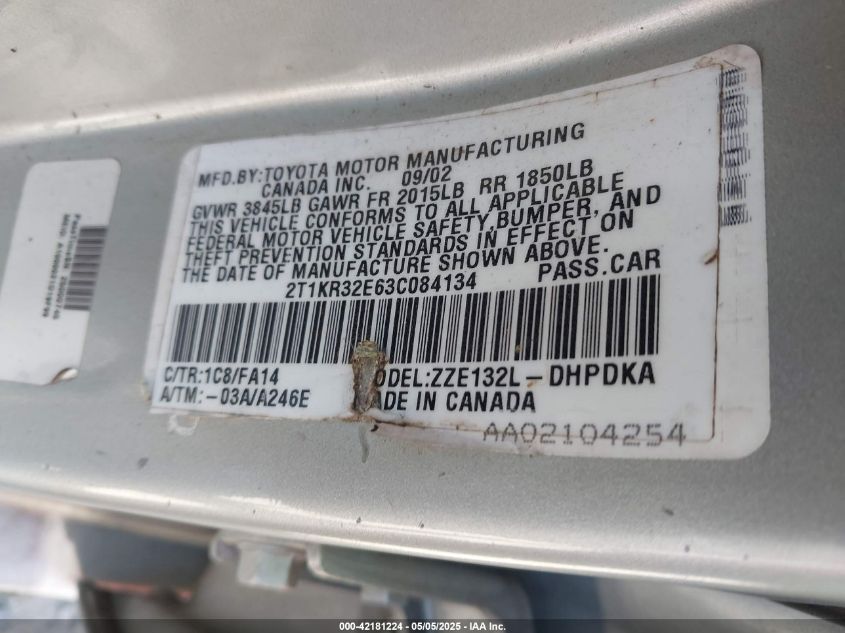 MFD.BY:TOYOTA MOTOR MANUFACTURING
CANADA INC. 09/02
GVWR 3845LB GAWR FR 2015LB RR 1850LB
THIS VEHICLE CONFORMS TO ALL APPLICABLE
FEDERAL MOTOR VEHICLE SAFETY,BUMPER, AND
THEFT PREVENTION STANDARDS IN EFFECT ON
THE DATE OF MANUFACTURE SHOWN ABOVE.
2T1KR32E63C084134 PASS.CAR
C/TR:1C8/FA14 ODEL:ZZE132L-DHPDKA
A/TM:-03A/A246E ADE IN CANADA
AA02104254
000-42181224 - 05/05/2025 - IAA Inc.